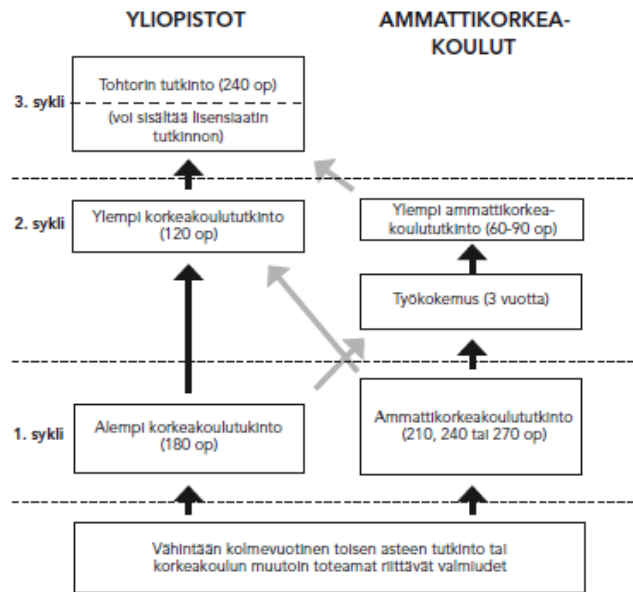 YLIOPISTOT
AMMATTIKORKEA-
KOULUT
3. sykli
Tohtorin tutkinto (240 op)
(voi sisältää lisensiaatin
tutkinnon)
2. sykli
Ylempi korkeakoulututkinto
(120 op)
Ylempi ammattikorkea-
koulututkinto (60-90 op)
Työkokemus (3 vuotta)
1. sykli
Alempi korkeakoulutukinto
(180 op)
Ammattikorkeakoulututkinto
(210, 240 tai 270 op)
Vähintään kolmevuotinen toisen asteen tutkinto tai
korkeakoulun muutoin toteamat riittävät valmiudet